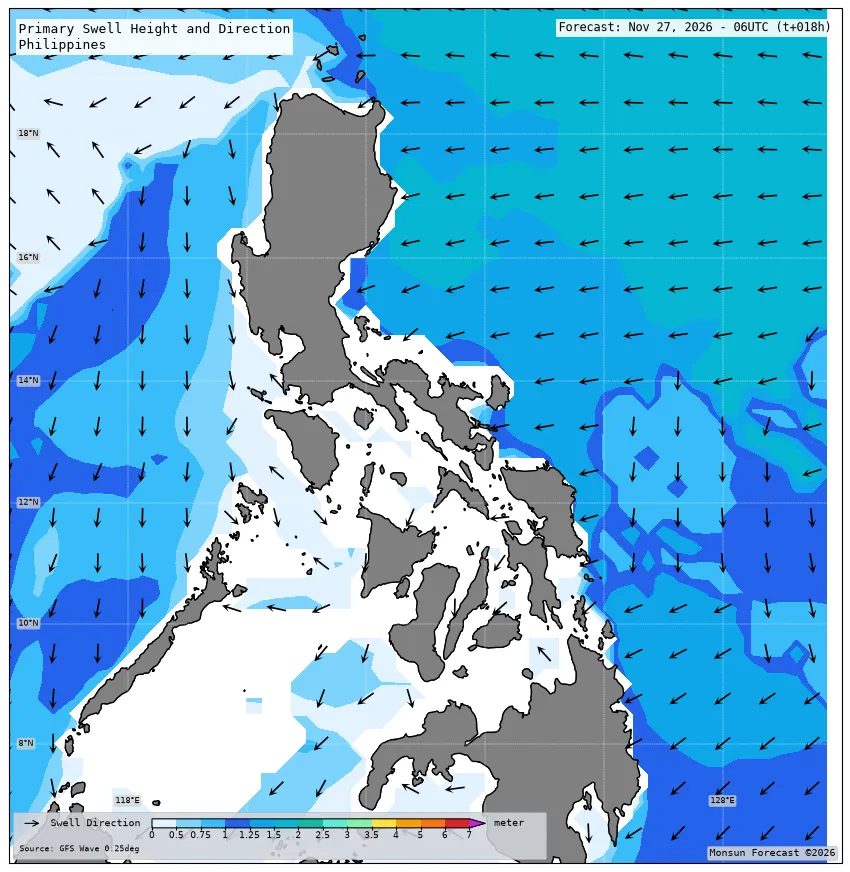 Primary Swell Height and Direction
Philippines
Forecast: Nov 27, 2026 - 06UTC (t+018h)
18°N
16°N
14°N
12°N
10°N
8°N
118°E
128°E
Swell Direction
0 0.5 0.75 1 1.25 1.5 2 2.5 3 3.5 4 5 6 7
meter
Source: GFS Wave 0.25deg
Monsun Forecast ©2026